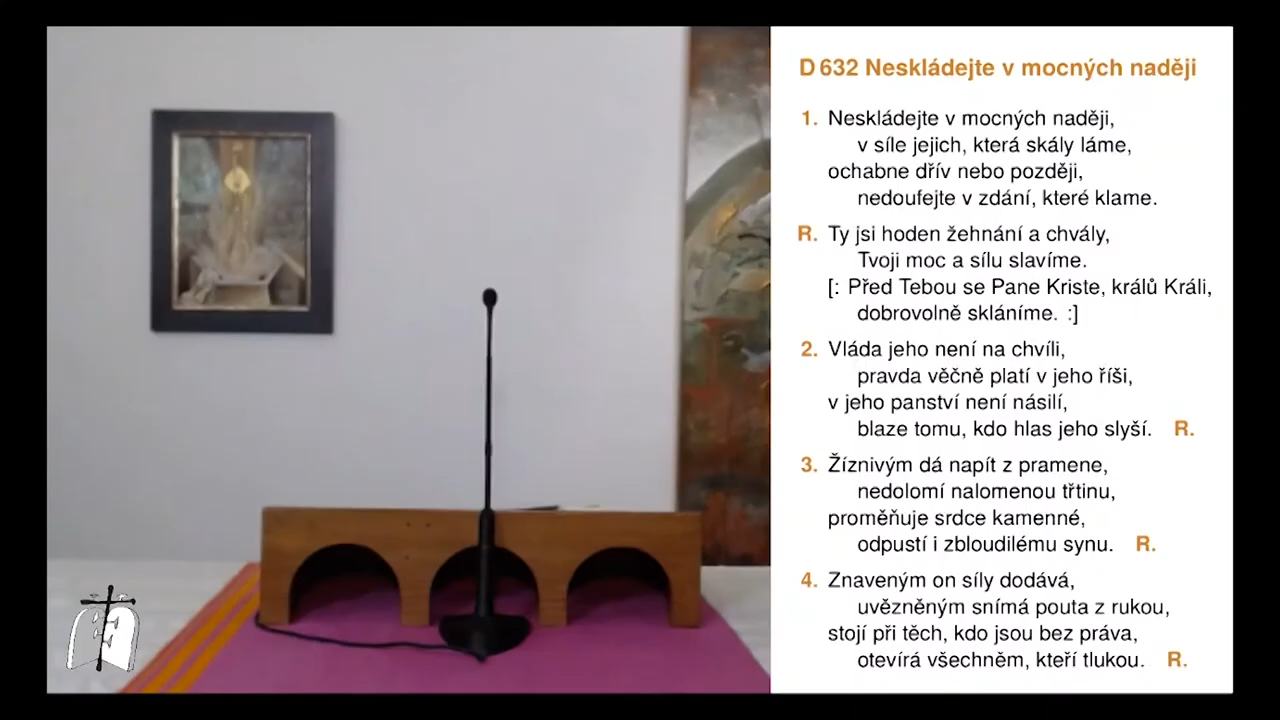 D 632 Neskládejte v mocných naději
1. Neskládejte v mocných naději,
v síle jejich, která skály láme,
ochabne dřív nebo později,
nedoufejte v zdání, které klame.
R. Ty jsi hoden žehnání a chvály,
Tvoji moc a sílu slavíme.
[: Před Tebou se Pane Kriste, králů Králi,
dobrovolně skláníme. :]
2. Vláda jeho není na chvíli,
pravda věčně platí v jeho říši,
v jeho panství není násilí,
blaze tomu, kdo hlas jeho slyší. R.
3. Žíznivým dá napít z pramene,
nedolomí nalomenou třtinu,
proměňuje srdce kamenné,
odpustí i zbloudilému synu. R.
4. Znaveným on síly dodává,
uvězněným snímá pouta z rukou,
stojí při těch, kdo jsou bez práva,
otevírá všechněm, kteří tlukou. R.